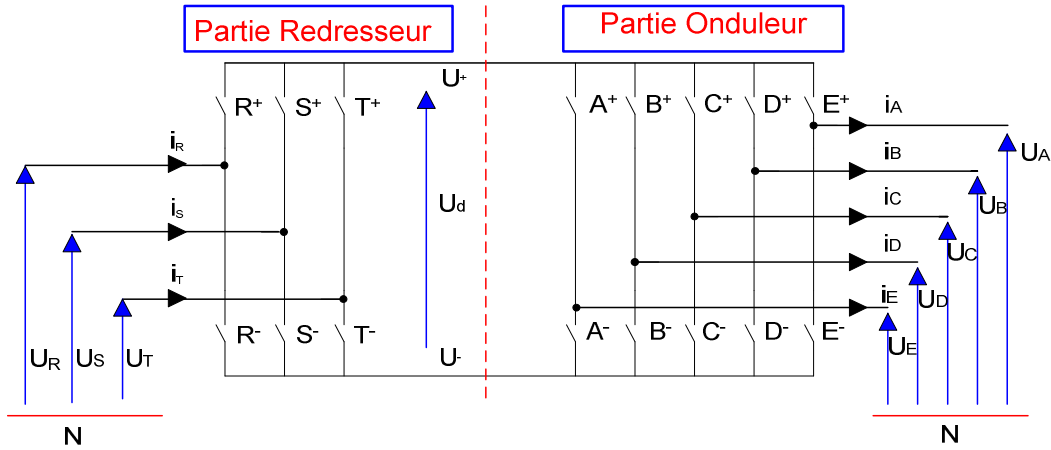 Partie Redresseur
Partie Onduleur
U+
R+ S+ T+
A+ B+ C+ D+ E+
iA
iR
iB
UA
Ud
iS
iC
UB
iD
UC
iT
iE
UD
R- S- T-
A- B- C- D- E-
UR US UT
U-
UE
N
N